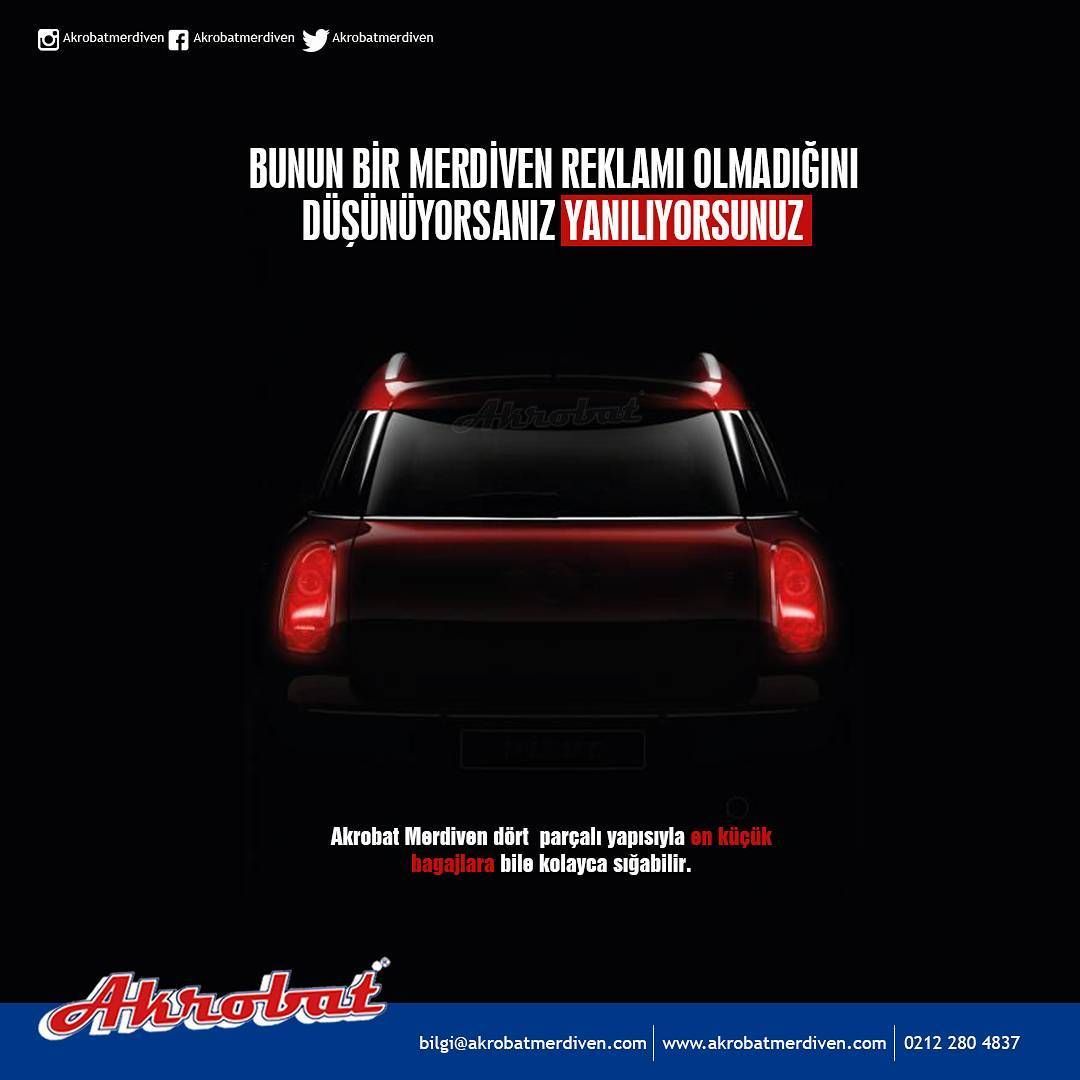 Akrobatmerdiven Akrobatmerdiven Akrobatmerdiven
BUNUN BİR MERDİVEN REKLAMI OLMADIĞINI
DÜŞÜNÜYORSANIZ YANILIYORSUNUZ
Akrobat
Akrobat Merdiven dört parçalı yapısıyla en küçük
bagajlara bile kolayca sığabilir.
Akrobat
bilgi@akrobatmerdiven.com www.akrobatmerdiven.com 0212 280 4837